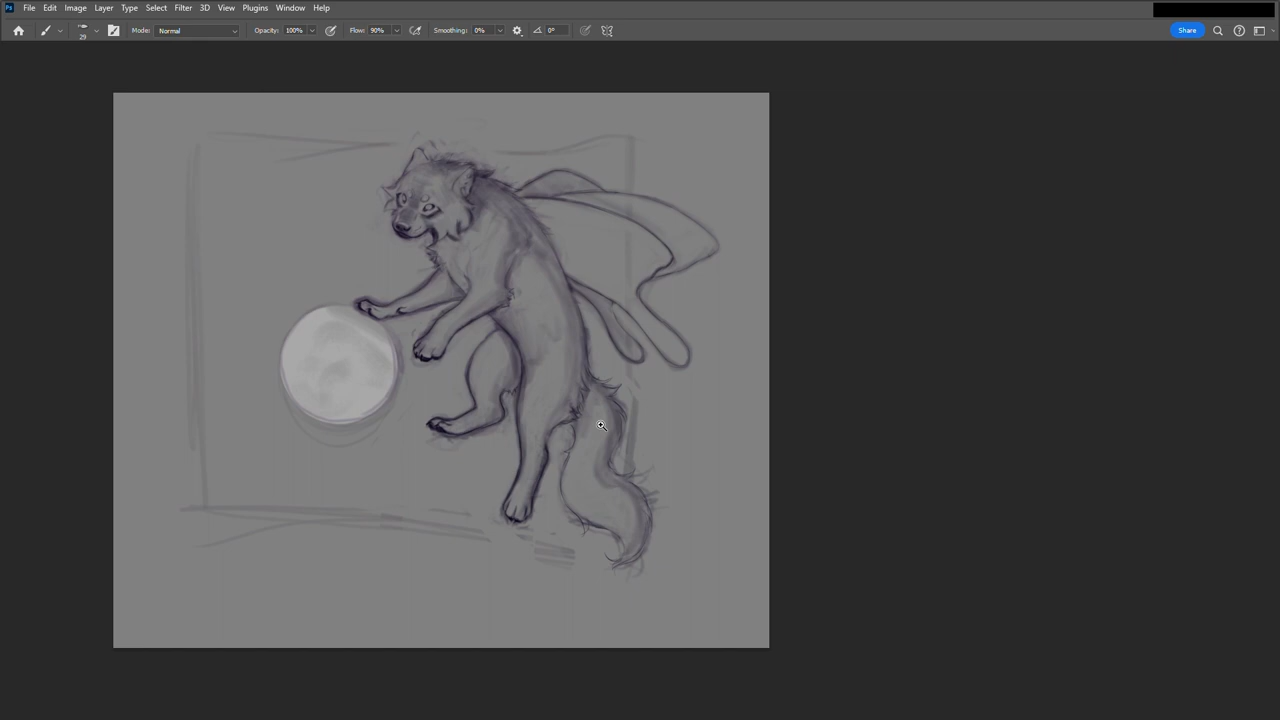 Ps File Edit Image Layer Type Select Filter 3D View Plugins Window Help
29 Mode: Normal Opacity: 100% Flow: 90% Smoothing: 0% 0° Share